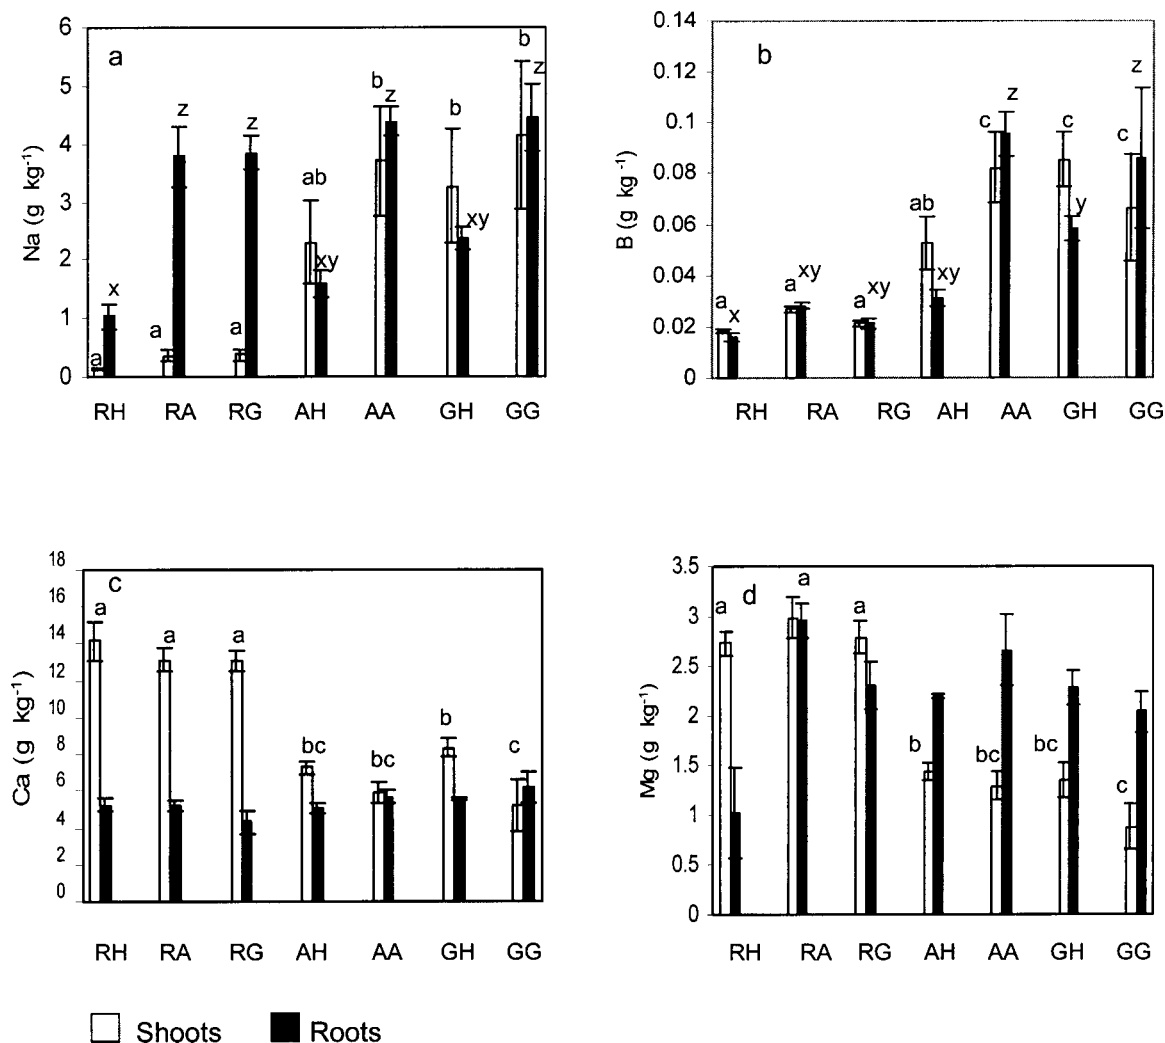 a
Na (g kg⁻¹)
6
5
4
3
2
1
0
a
x
a
z
a
z
ab
xy
b
z
b
xy
b
z
RH RA RG AH AA GH GG
b
B (g kg⁻¹)
0.14
0.12
0.1
0.08
0.06
0.04
0.02
0
a
x
a
xy
a
xy
ab
xy
c
z
c
y
c
z
RH RA RG AH AA GH GG
c
Ca (g kg⁻¹)
18
16
14
12
10
8
6
4
2
0
a
a
a
bc
bc
b
c
RH RA RG AH AA GH GG
d
Mg (g kg⁻¹)
3.5
3
2.5
2
1.5
1
0.5
0
a
a
a
b
bc
bc
c
RH RA RG AH AA GH GG
Shoots Roots